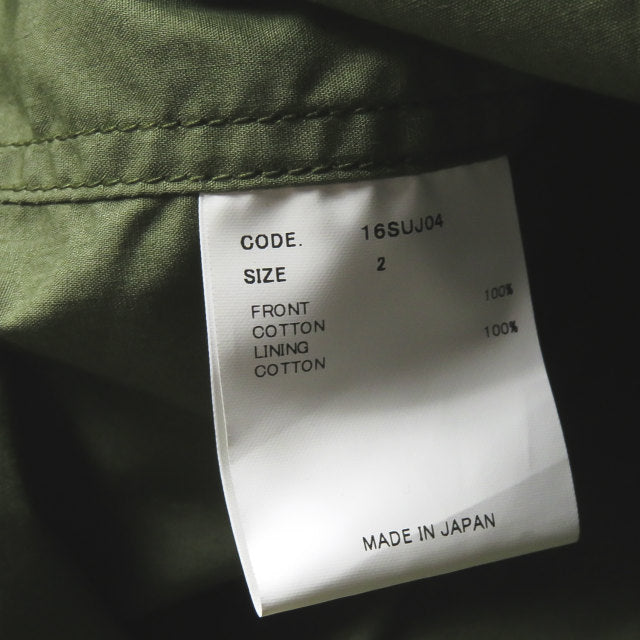 CODE. 16SUJ04
SIZE 2
FRONT
COTTON 100%
LINING
COTTON 100%
MADE IN JAPAN